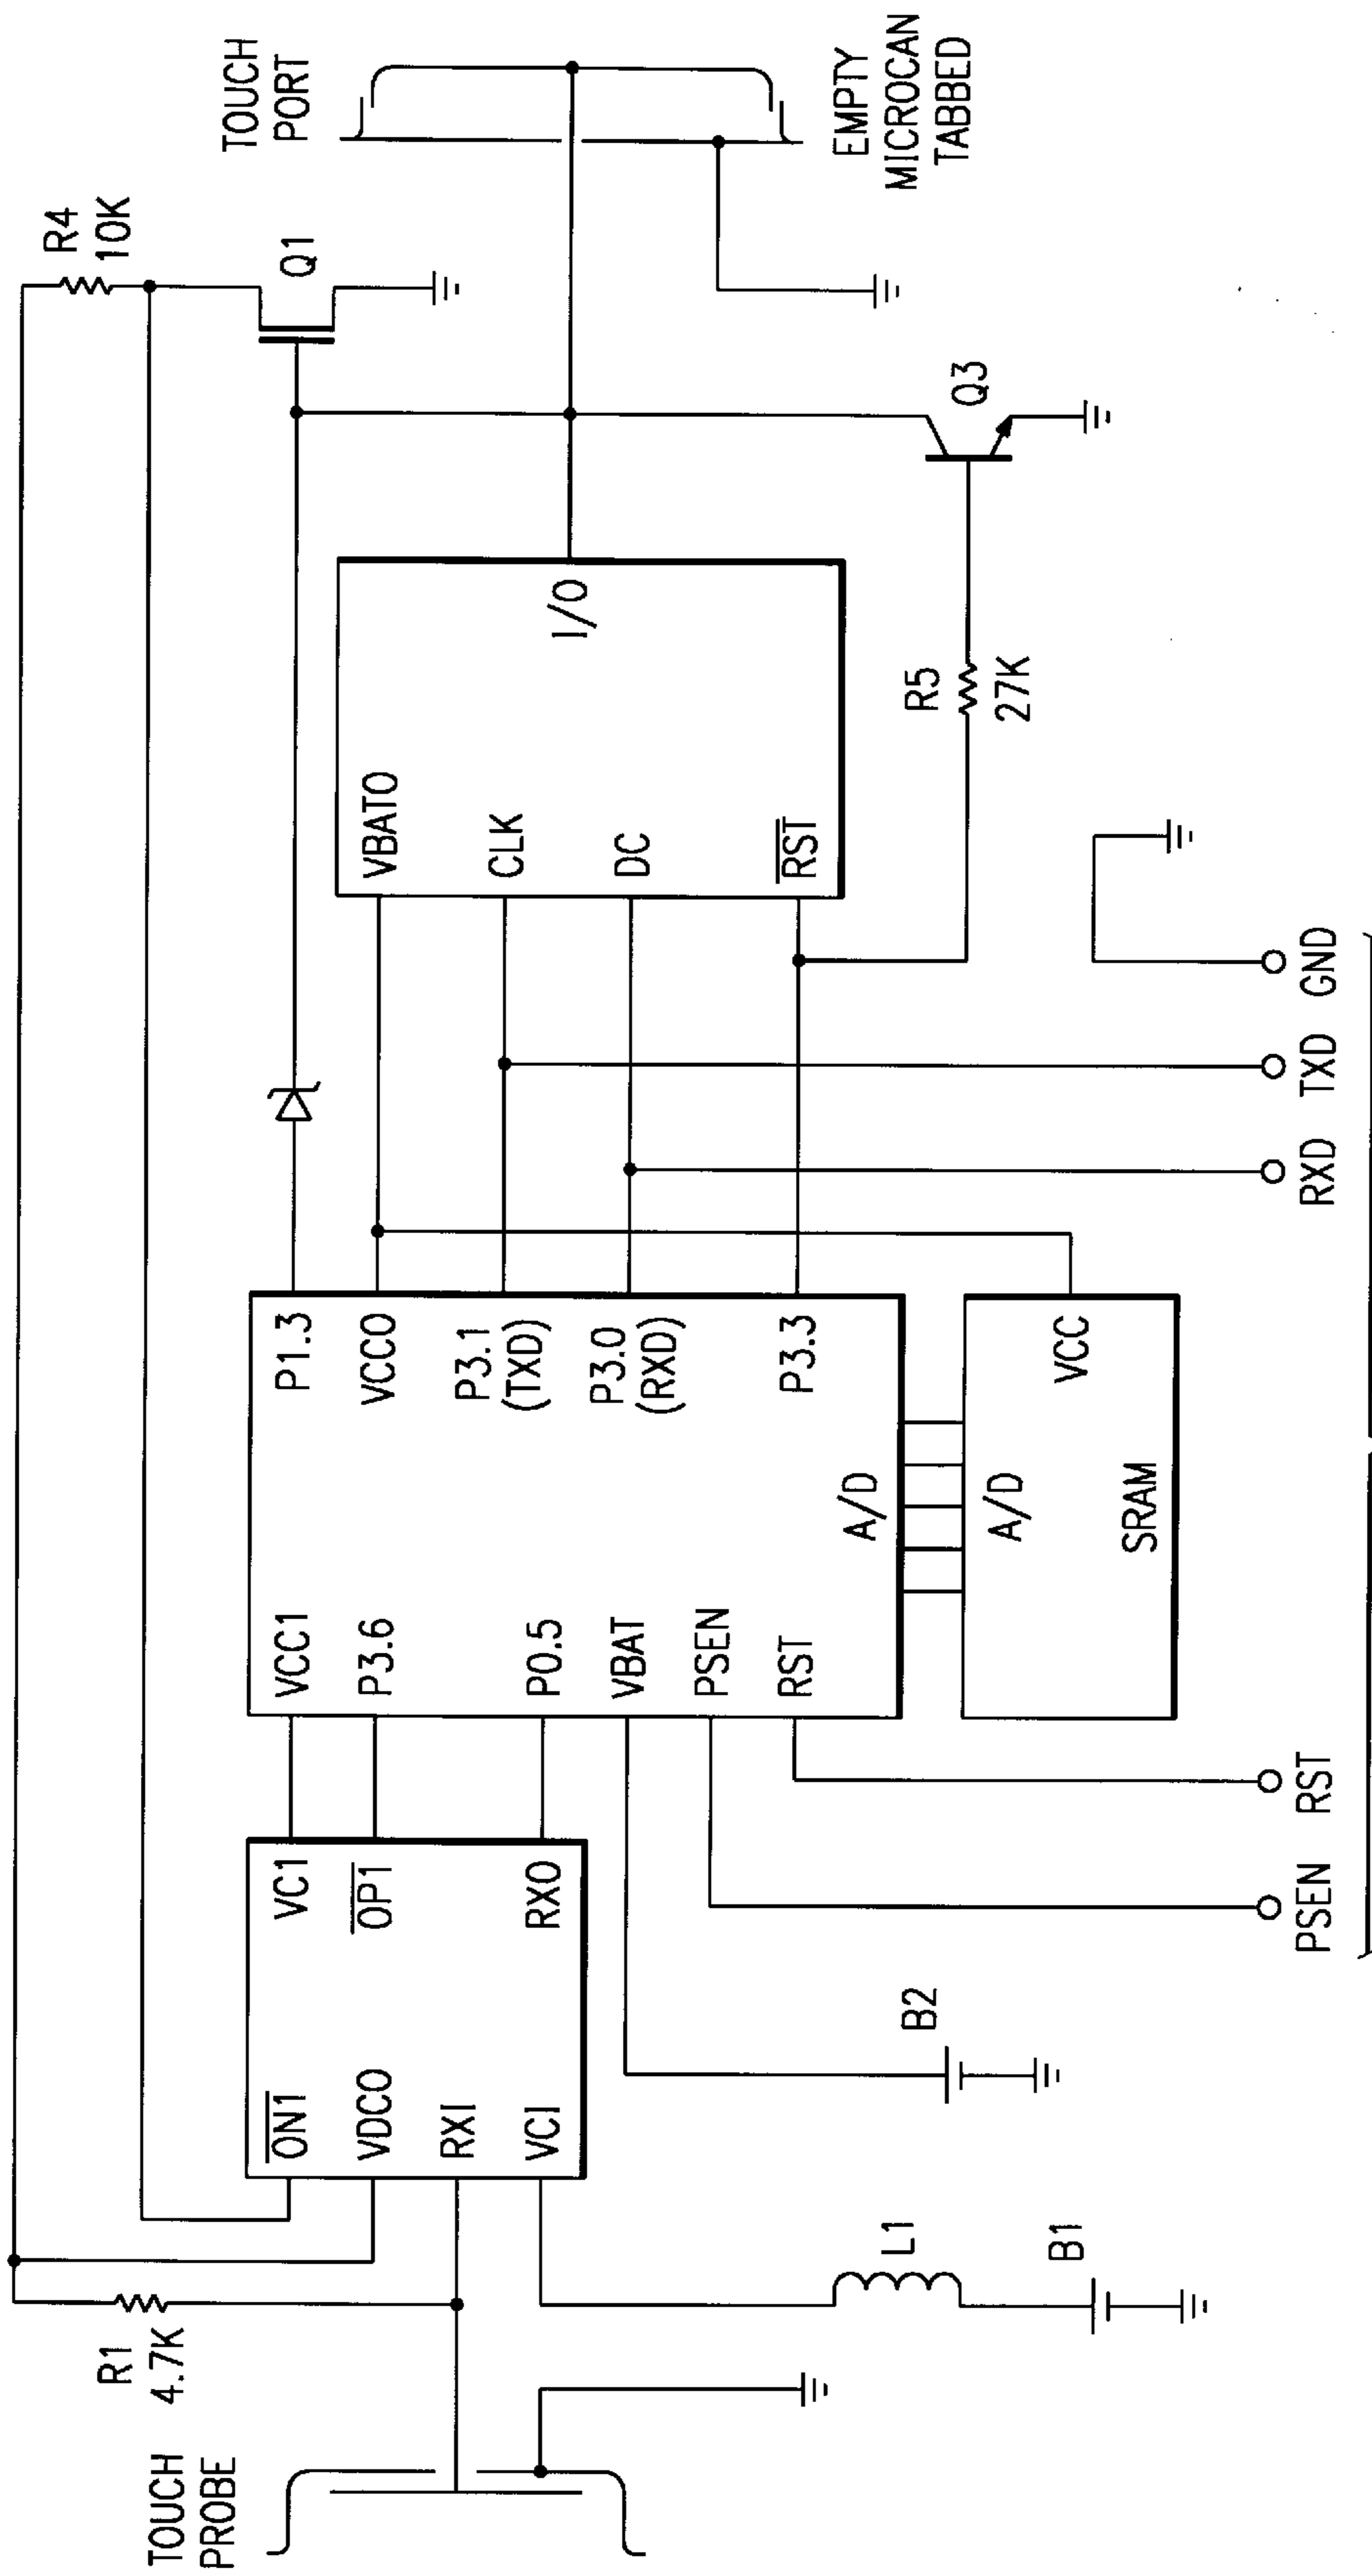 TOUCH
PROBE
R1
4.7K
L1
B1
ON1
VDCO
RXI
VCI
VC1
OP1
RXO
B2
PSEN
RST
VCC1
P3.6
P0.5
VBAT
PSEN
RST
P1.3
VCCO
P3.1
(TXD)
P3.0
(RXD)
P3.3
A/D
A/D
SRAM
VCC
RXD
TXD
GND
VBATO
CLK
DC
RST
I/O
R5
27K
Q3
R4
10K
Q1
TOUCH
PORT
EMPTY
MICROCAN
TABBED